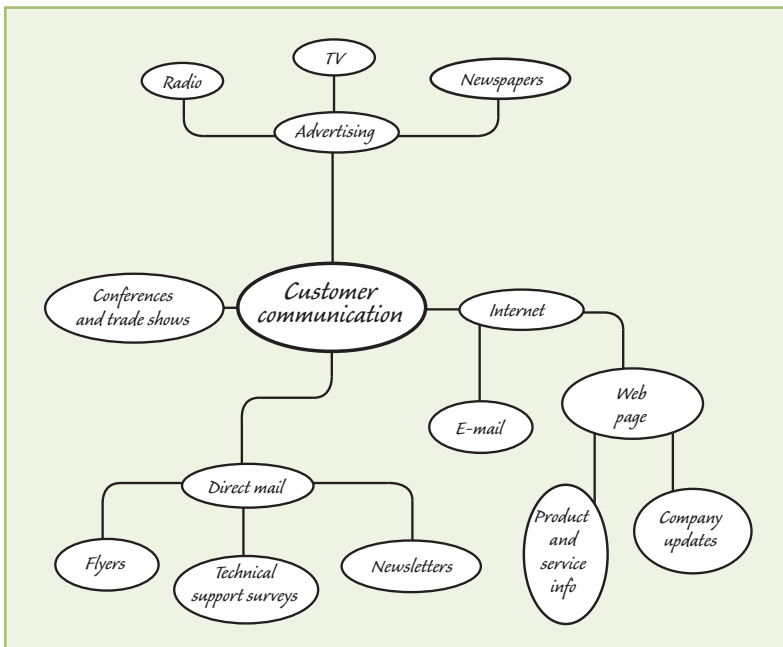 TV
Radio
Newspapers
Advertising
Conferences
and trade shows
Customer
communication
Internet
Web
page
E-mail
Direct mail
Product
and
service
info
Company
updates
Flyers
Technical
support surveys
Newsletters